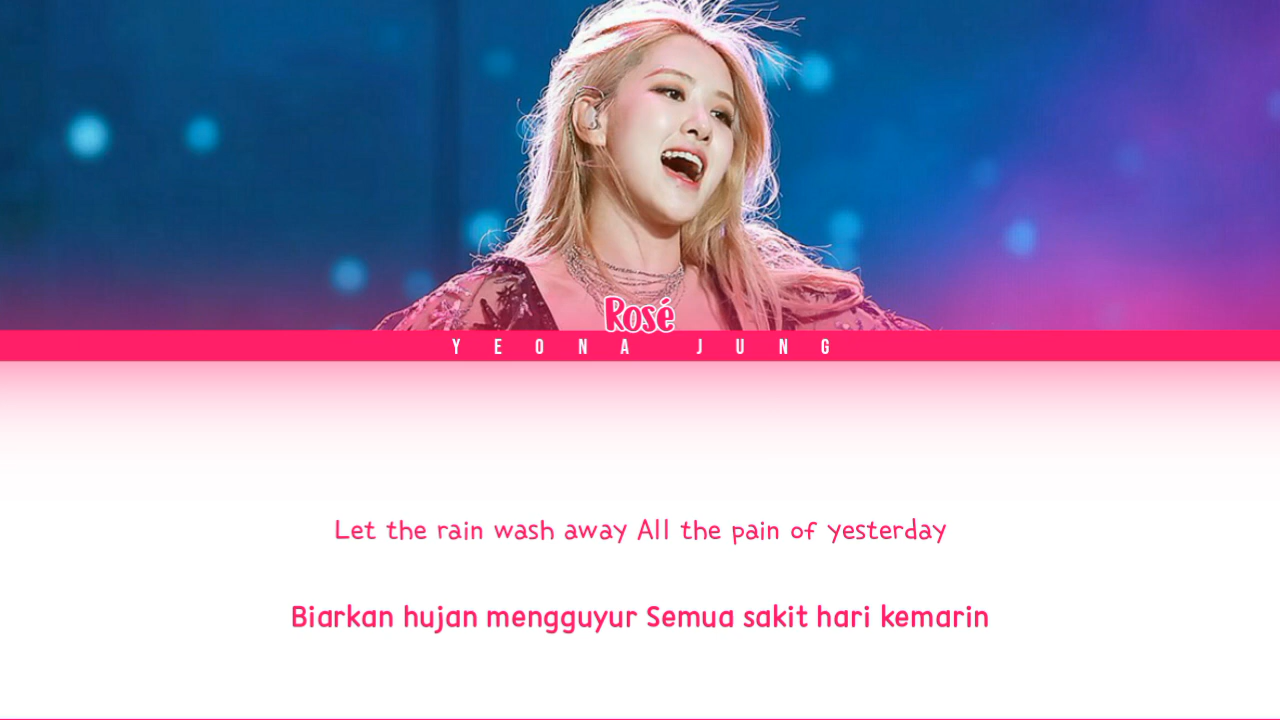 Rosé
YEONA JUNG
Let the rain wash away All the pain of yesterday
Biarkan hujan mengguyur Semua sakit hari kemarin